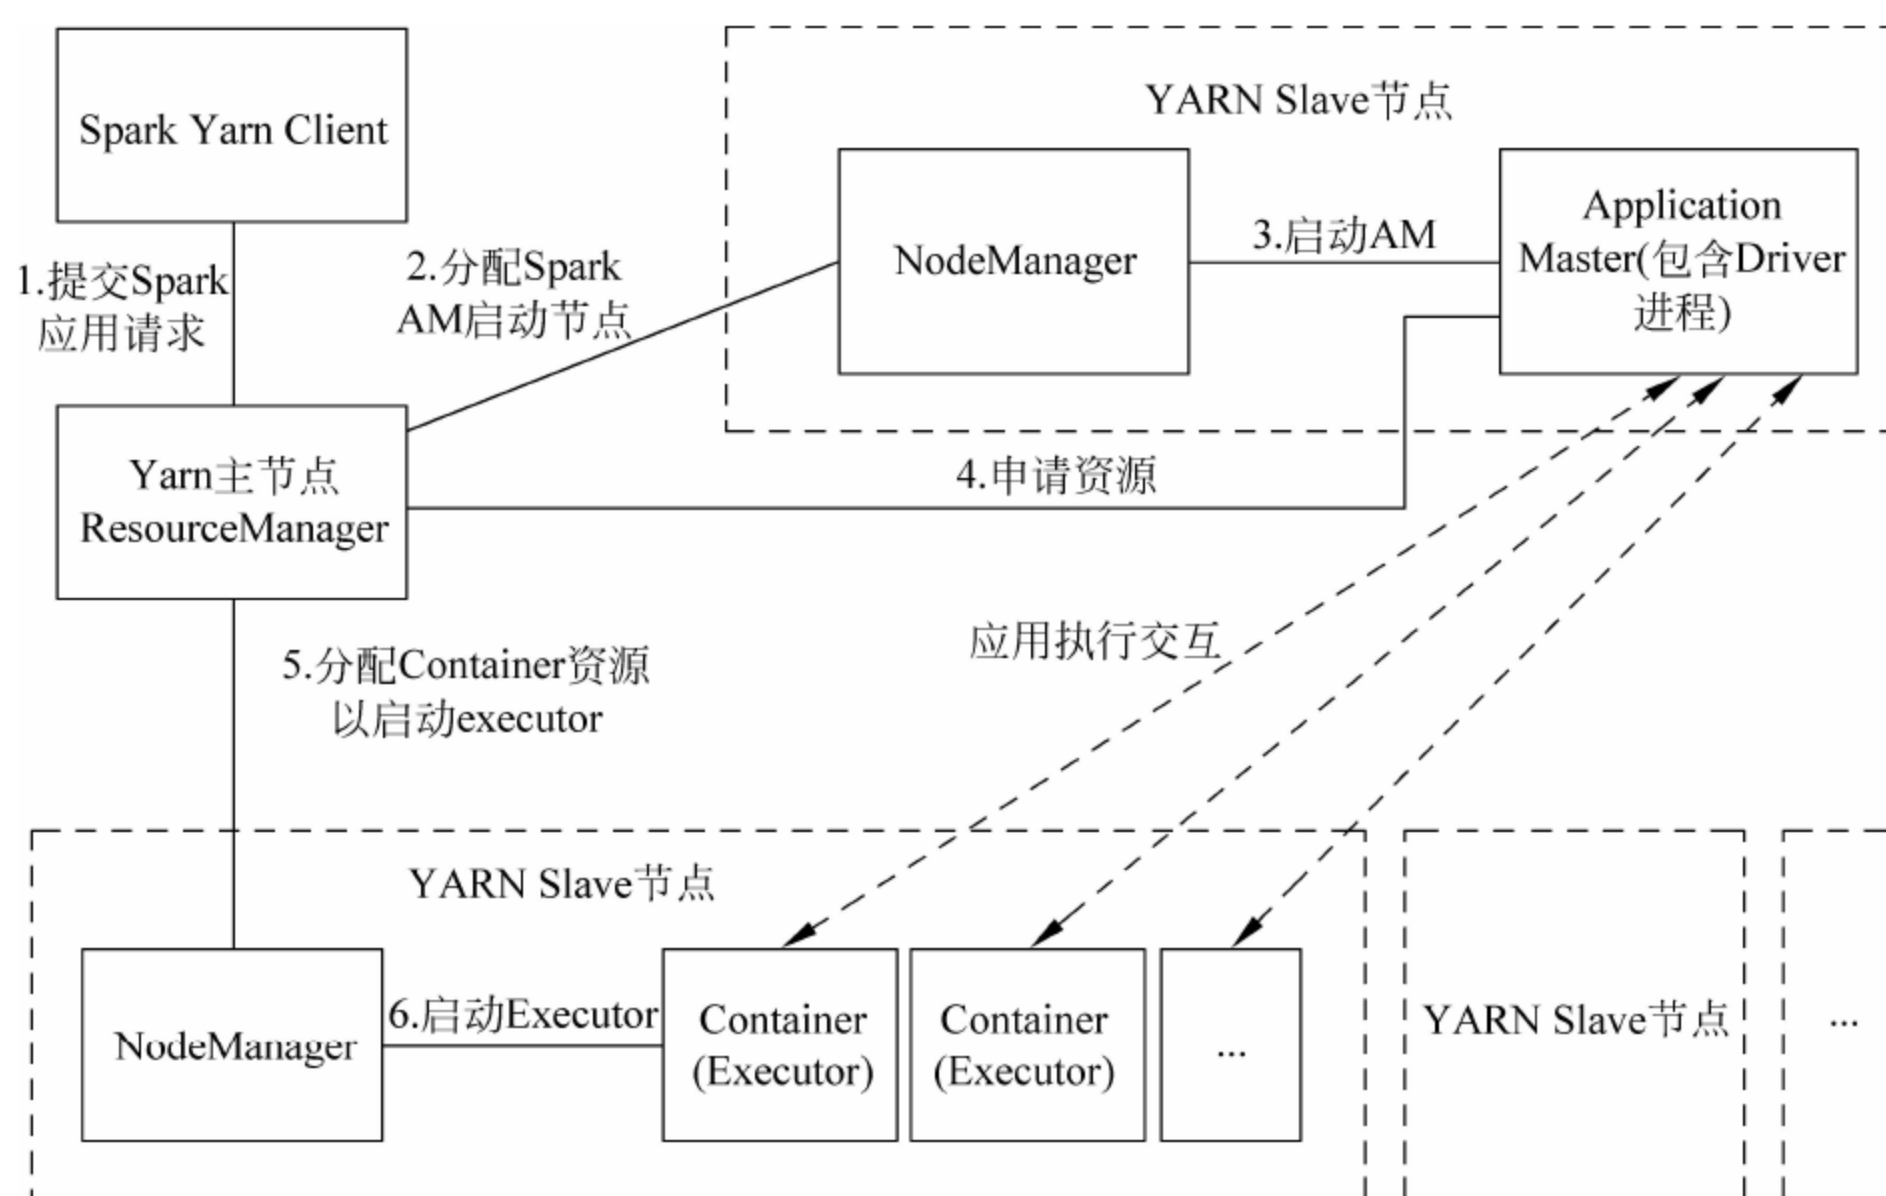 Spark Yarn Client
YARN Slave节点
NodeManager
3.启动AM
Application
Master(包含Driver
进程)
1.提交Spark
应用请求
2.分配Spark
AM启动节点
Yarn主节点
ResourceManager
4.申请资源
应用执行交互
5.分配Container资源
以启动executor
YARN Slave节点
NodeManager
6.启动Executor
Container
(Executor)
Container
(Executor)
...
YARN Slave节点
...